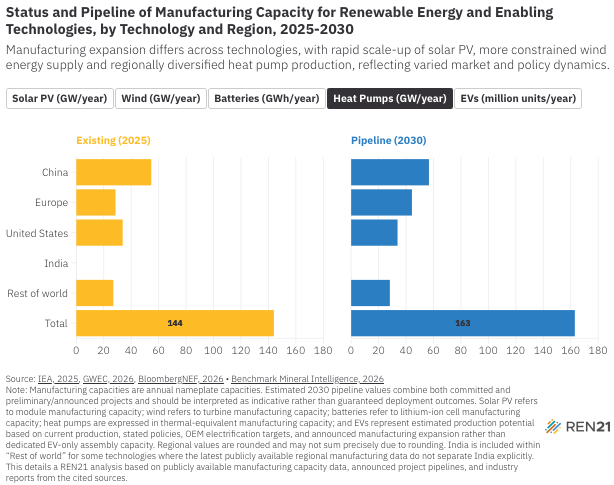 Status and Pipeline of Manufacturing Capacity for Renewable Energy and Enabling
Technologies, by Technology and Region, 2025-2030
Manufacturing expansion differs across technologies, with rapid scale-up of solar PV, more constrained wind
energy supply and regionally diversified heat pump production, reflecting varied market and policy dynamics.
Solar PV (GW/year) Wind (GW/year) Batteries (GWh/year) Heat Pumps (GW/year) EVs (million units/year)
Existing (2025) Pipeline (2030)
China
Europe
United States
India
Rest of world
Total 144 163
0 20 40 60 80 100 120 140 160 180 0 20 40 60 80 100 120 140 160 180
Source: IEA, 2025, GWEC, 2026, BloombergNEF, 2026 • Benchmark Mineral Intelligence, 2026
Note: Manufacturing capacities are annual nameplate capacities. Estimated 2030 pipeline values combine both committed and
preliminary/announced projects and should be interpreted as indicative rather than guaranteed deployment outcomes. Solar PV refers
to module manufacturing capacity; wind refers to turbine manufacturing capacity; batteries refer to lithium-ion cell manufacturing
capacity; heat pumps are expressed in thermal-equivalent manufacturing capacity; and EVs represent estimated production potential
based on current production, stated policies, OEM electrification targets, and announced manufacturing expansion rather than
dedicated EV-only assembly capacity. Regional values are rounded and may not sum precisely due to rounding. India is included within
“Rest of world” for some technologies where the latest publicly available regional manufacturing data do not separate India explicitly.
This details a REN21 analysis based on publicly available manufacturing capacity data, announced project pipelines, and industry
reports from the cited sources.
REN21